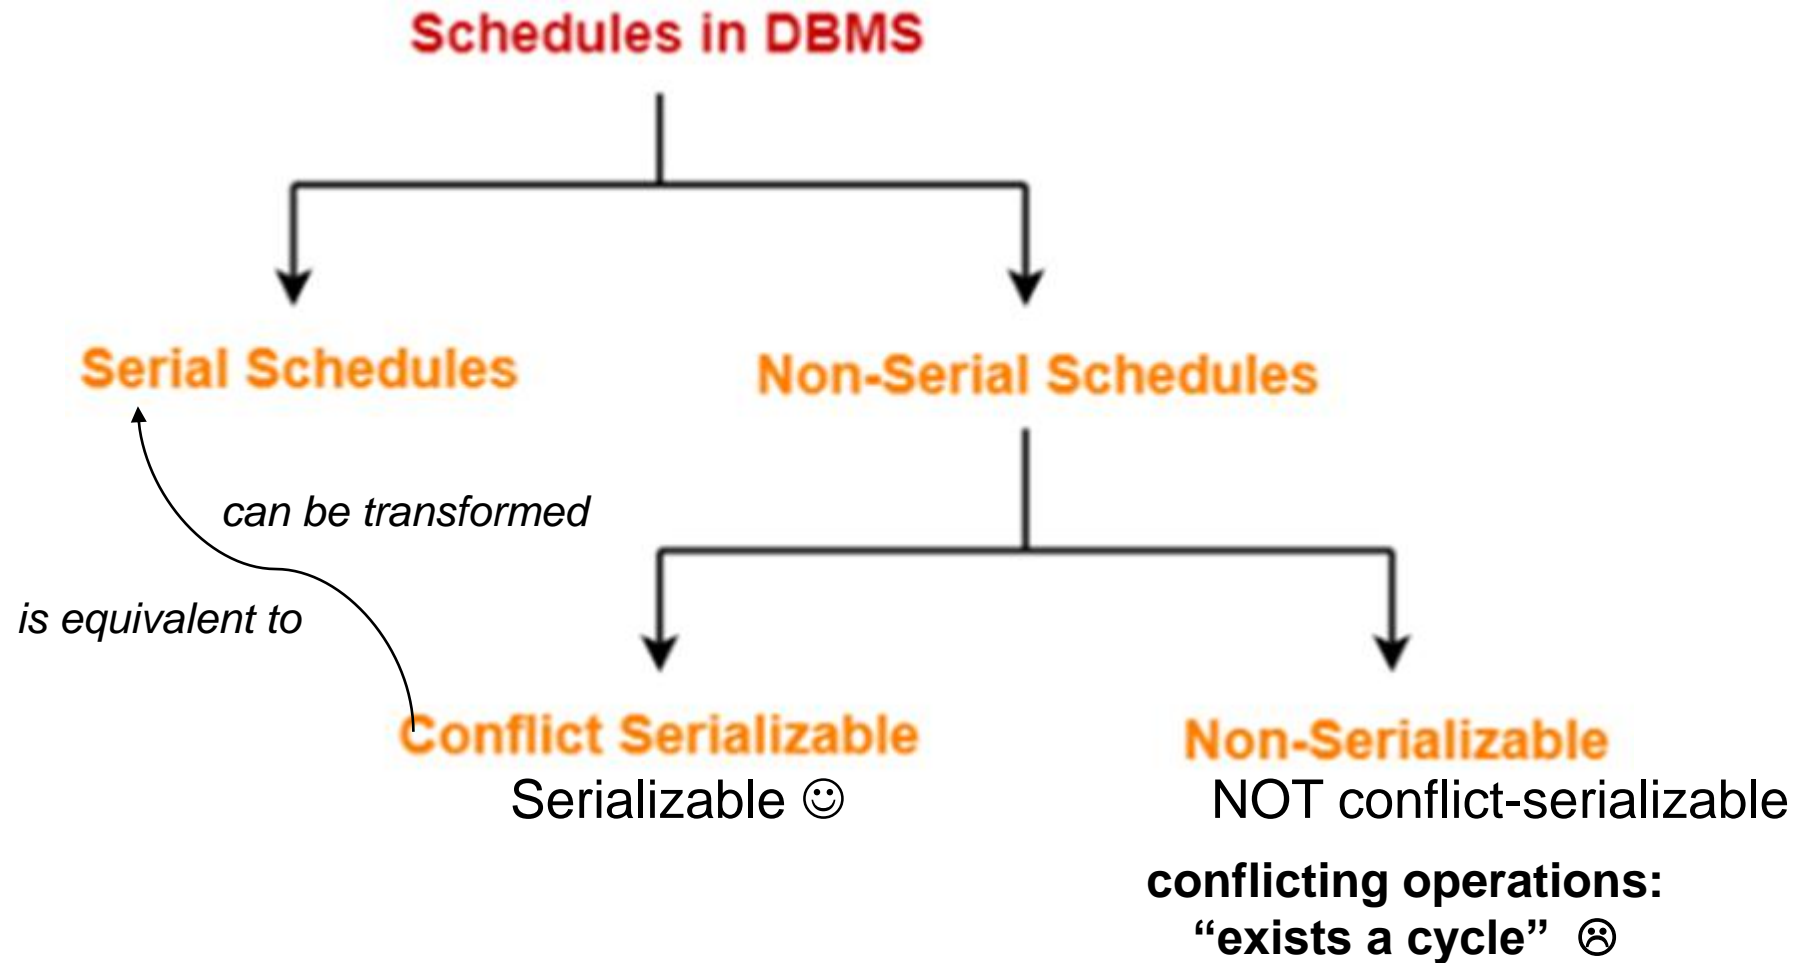 Schedules in DBMS
Serial Schedules
Non-Serial Schedules
can be transformed
is equivalent to
Conflict Serializable
Serializable ☺
Non-Serializable
NOT conflict-serializable
conflicting operations:
“exists a cycle” ☹